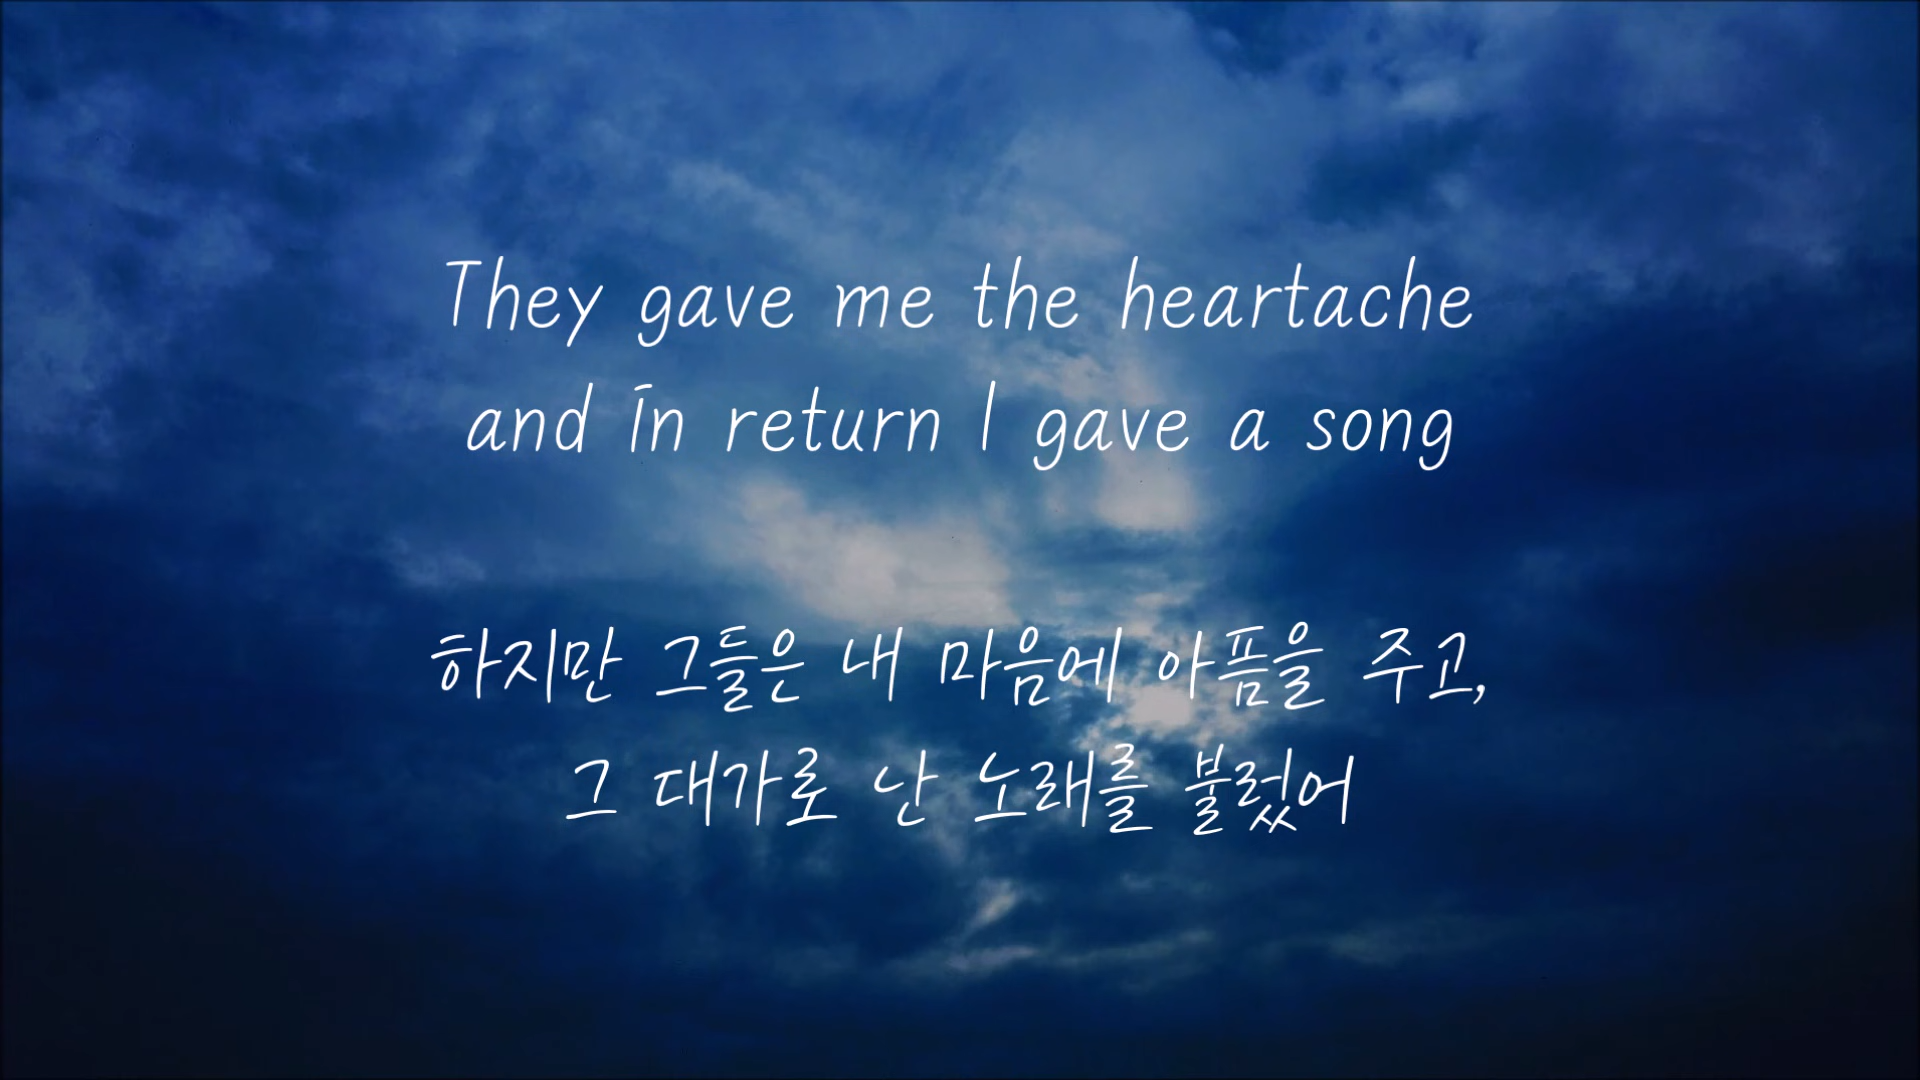 They gave me the heartache
and in return I gave a song
하지만 그들은 내 마음에 아픔을 주고,
그 대가로 난 노래를 불렀어